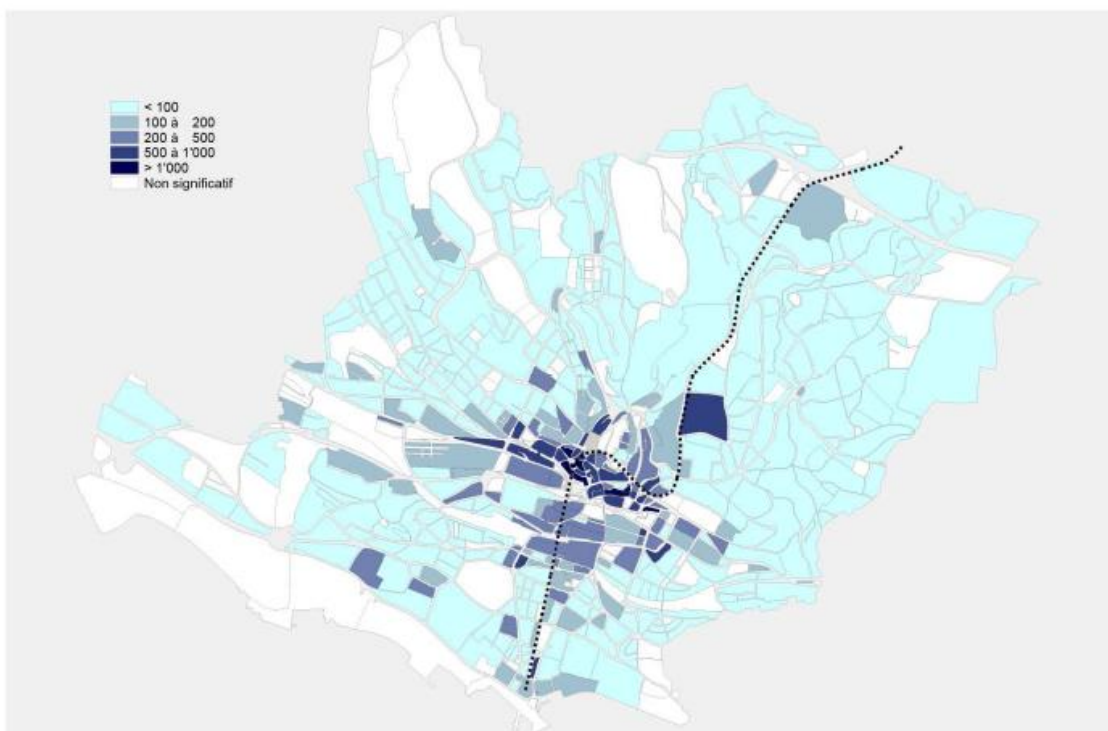 < 100
100 à 200
200 à 500
500 à 1'000
> 1'000
Non significatif